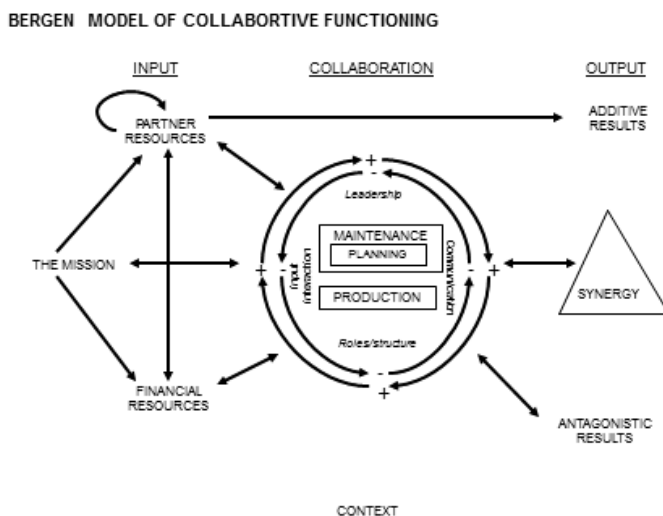 BERGEN MODEL OF COLLABORTIVE FUNCTIONING
INPUT
COLLABORATION
OUTPUT
PARTNER
RESOURCES
ADDITIVE
RESULTS
+
-
Leadership
MAINTENANCE
PLANNING
THE MISSION
+
-
Input
interaction
Communication
-
+
SYNERGY
PRODUCTION
Roles/structure
-
+
FINANCIAL
RESOURCES
ANTAGONISTIC
RESULTS
CONTEXT